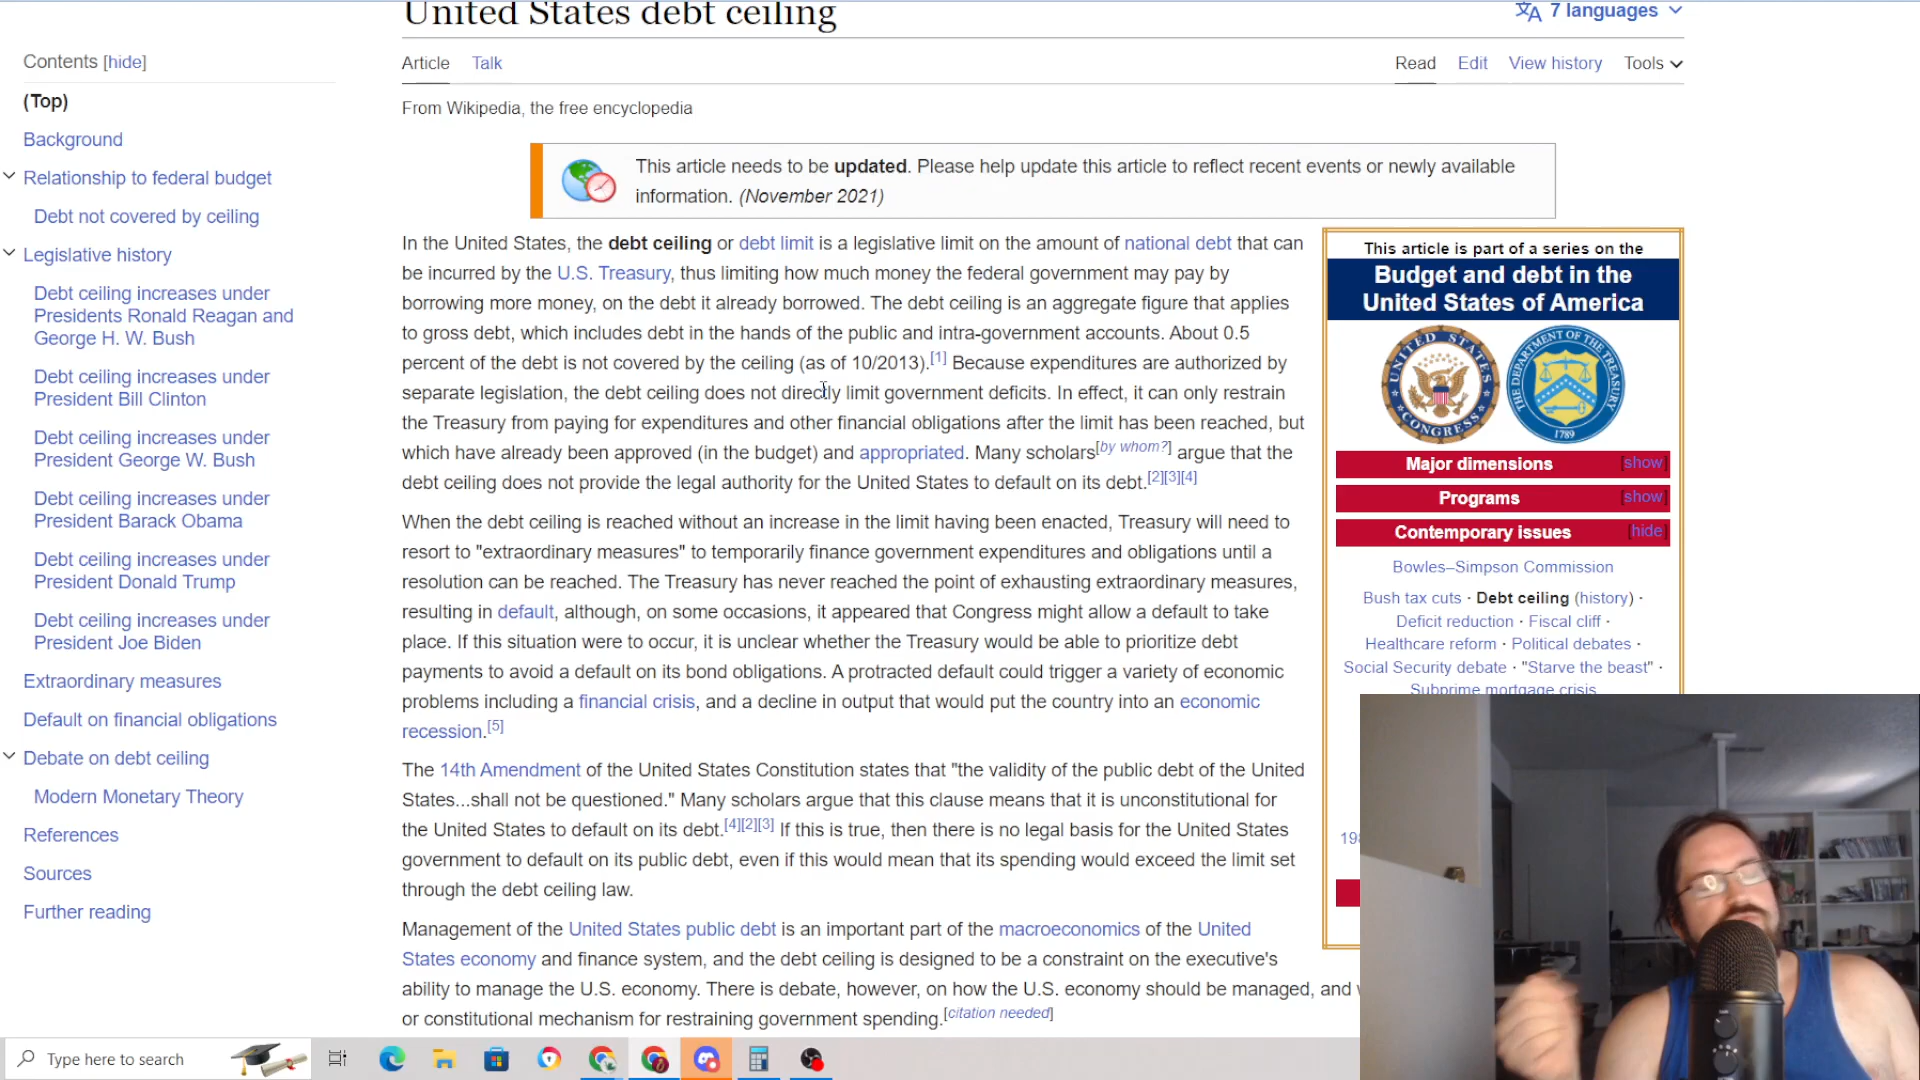 United States debt ceiling
7 languages
Contents [hide]
Article Talk
Read Edit View history Tools
(Top)
From Wikipedia, the free encyclopedia
Background
Relationship to federal budget
Debt not covered by ceiling
Legislative history
Debt ceiling increases under
Presidents Ronald Reagan and
George H. W. Bush
Debt ceiling increases under
President Bill Clinton
Debt ceiling increases under
President George W. Bush
Debt ceiling increases under
President Barack Obama
Debt ceiling increases under
President Donald Trump
Debt ceiling increases under
President Joe Biden
Extraordinary measures
Default on financial obligations
Debate on debt ceiling
Modern Monetary Theory
References
Sources
Further reading
This article needs to be updated. Please help update this article to reflect recent events or newly available
information. (November 2021)
In the United States, the debt ceiling or debt limit is a legislative limit on the amount of national debt that can
be incurred by the U.S. Treasury, thus limiting how much money the federal government may pay by
borrowing more money, on the debt it already borrowed. The debt ceiling is an aggregate figure that applies
to gross debt, which includes debt in the hands of the public and intra-government accounts. About 0.5
percent of the debt is not covered by the ceiling (as of 10/2013).[1] Because expenditures are authorized by
separate legislation, the debt ceiling does not directly limit government deficits. In effect, it can only restrain
the Treasury from paying for expenditures and other financial obligations after the limit has been reached, but
which have already been approved (in the budget) and appropriated. Many scholars[by whom?] argue that the
debt ceiling does not provide the legal authority for the United States to default on its debt.[2][3][4]
When the debt ceiling is reached without an increase in the limit having been enacted, Treasury will need to
resort to "extraordinary measures" to temporarily finance government expenditures and obligations until a
resolution can be reached. The Treasury has never reached the point of exhausting extraordinary measures,
resulting in default, although, on some occasions, it appeared that Congress might allow a default to take
place. If this situation were to occur, it is unclear whether the Treasury would be able to prioritize debt
payments to avoid a default on its bond obligations. A protracted default could trigger a variety of economic
problems including a financial crisis, and a decline in output that would put the country into an economic
recession.[5]
The 14th Amendment of the United States Constitution states that "the validity of the public debt of the United
States...shall not be questioned." Many scholars argue that this clause means that it is unconstitutional for
the United States to default on its debt.[4][2][3] If this is true, then there is no legal basis for the United States
government to default on its public debt, even if this would mean that its spending would exceed the limit set
through the debt ceiling law.
Management of the United States public debt is an important part of the macroeconomics of the United
States economy and finance system, and the debt ceiling is designed to be a constraint on the executive's
ability to manage the U.S. economy. There is debate, however, on how the U.S. economy should be managed, and
or constitutional mechanism for restraining government spending.[citation needed]
This article is part of a series on the
Budget and debt in the
United States of America
UNITED STATES CONGRESS
THE DEPARTMENT OF THE TREASURY 1789
Major dimensions [show]
Programs [show]
Contemporary issues [hide]
Bowles–Simpson Commission
Bush tax cuts · Debt ceiling (history) ·
Deficit reduction · Fiscal cliff ·
Healthcare reform · Political debates ·
Social Security debate · "Starve the beast" ·
Subprime mortgage crisis
Type here to search